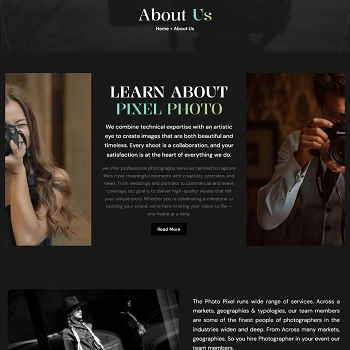 About Us
Home • About Us
LEARN ABOUT
PIXEL PHOTO
We combine technical expertise with an artistic
eye to create images that are both beautiful and
timeless. Every shoot is a collaboration, and your
satisfaction is at the heart of everything we do.
we offer professional photography services tailored to capture
life's most meaningful moments with creativity, precision, and
heart. From weddings and portraits to commercial and event
coverage, our goal is to deliver high-quality visuals that tell
your unique story. Whether you're celebrating a milestone or
building your brand, we're here to bring your vision to life —
one frame at a time.
Read More
The Photo Pixel runs wide range of services. Across a
markets, geographies & typologies, our team members
are some of the finest people of photographers in the
industries widen and deep. From Across many markets,
geographies. So you hire Photographer in your event our
team members.